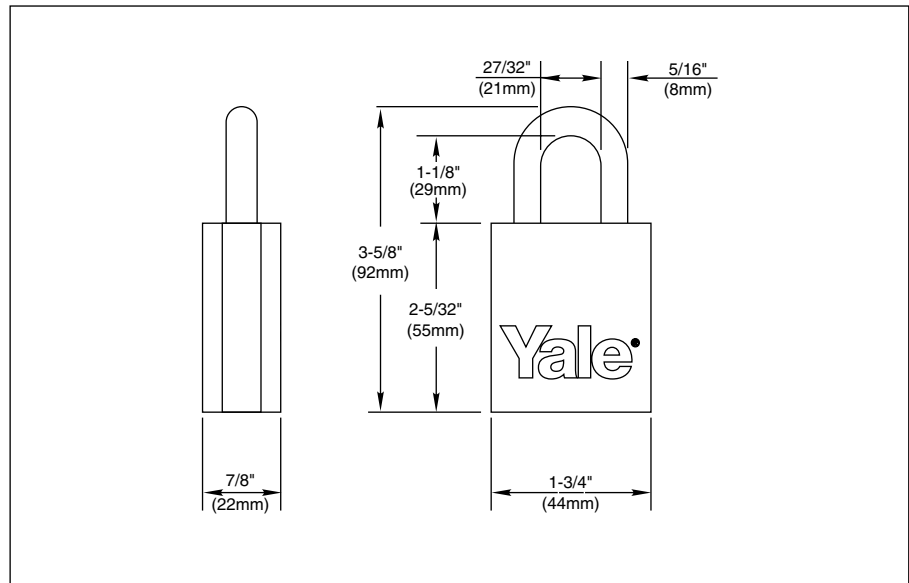 27/32"
(21mm)
5/16"
(8mm)
1-1/8"
(29mm)
3-5/8"
(92mm)
2-5/32"
(55mm)
Yale
7/8"
(22mm)
1-3/4"
(44mm)